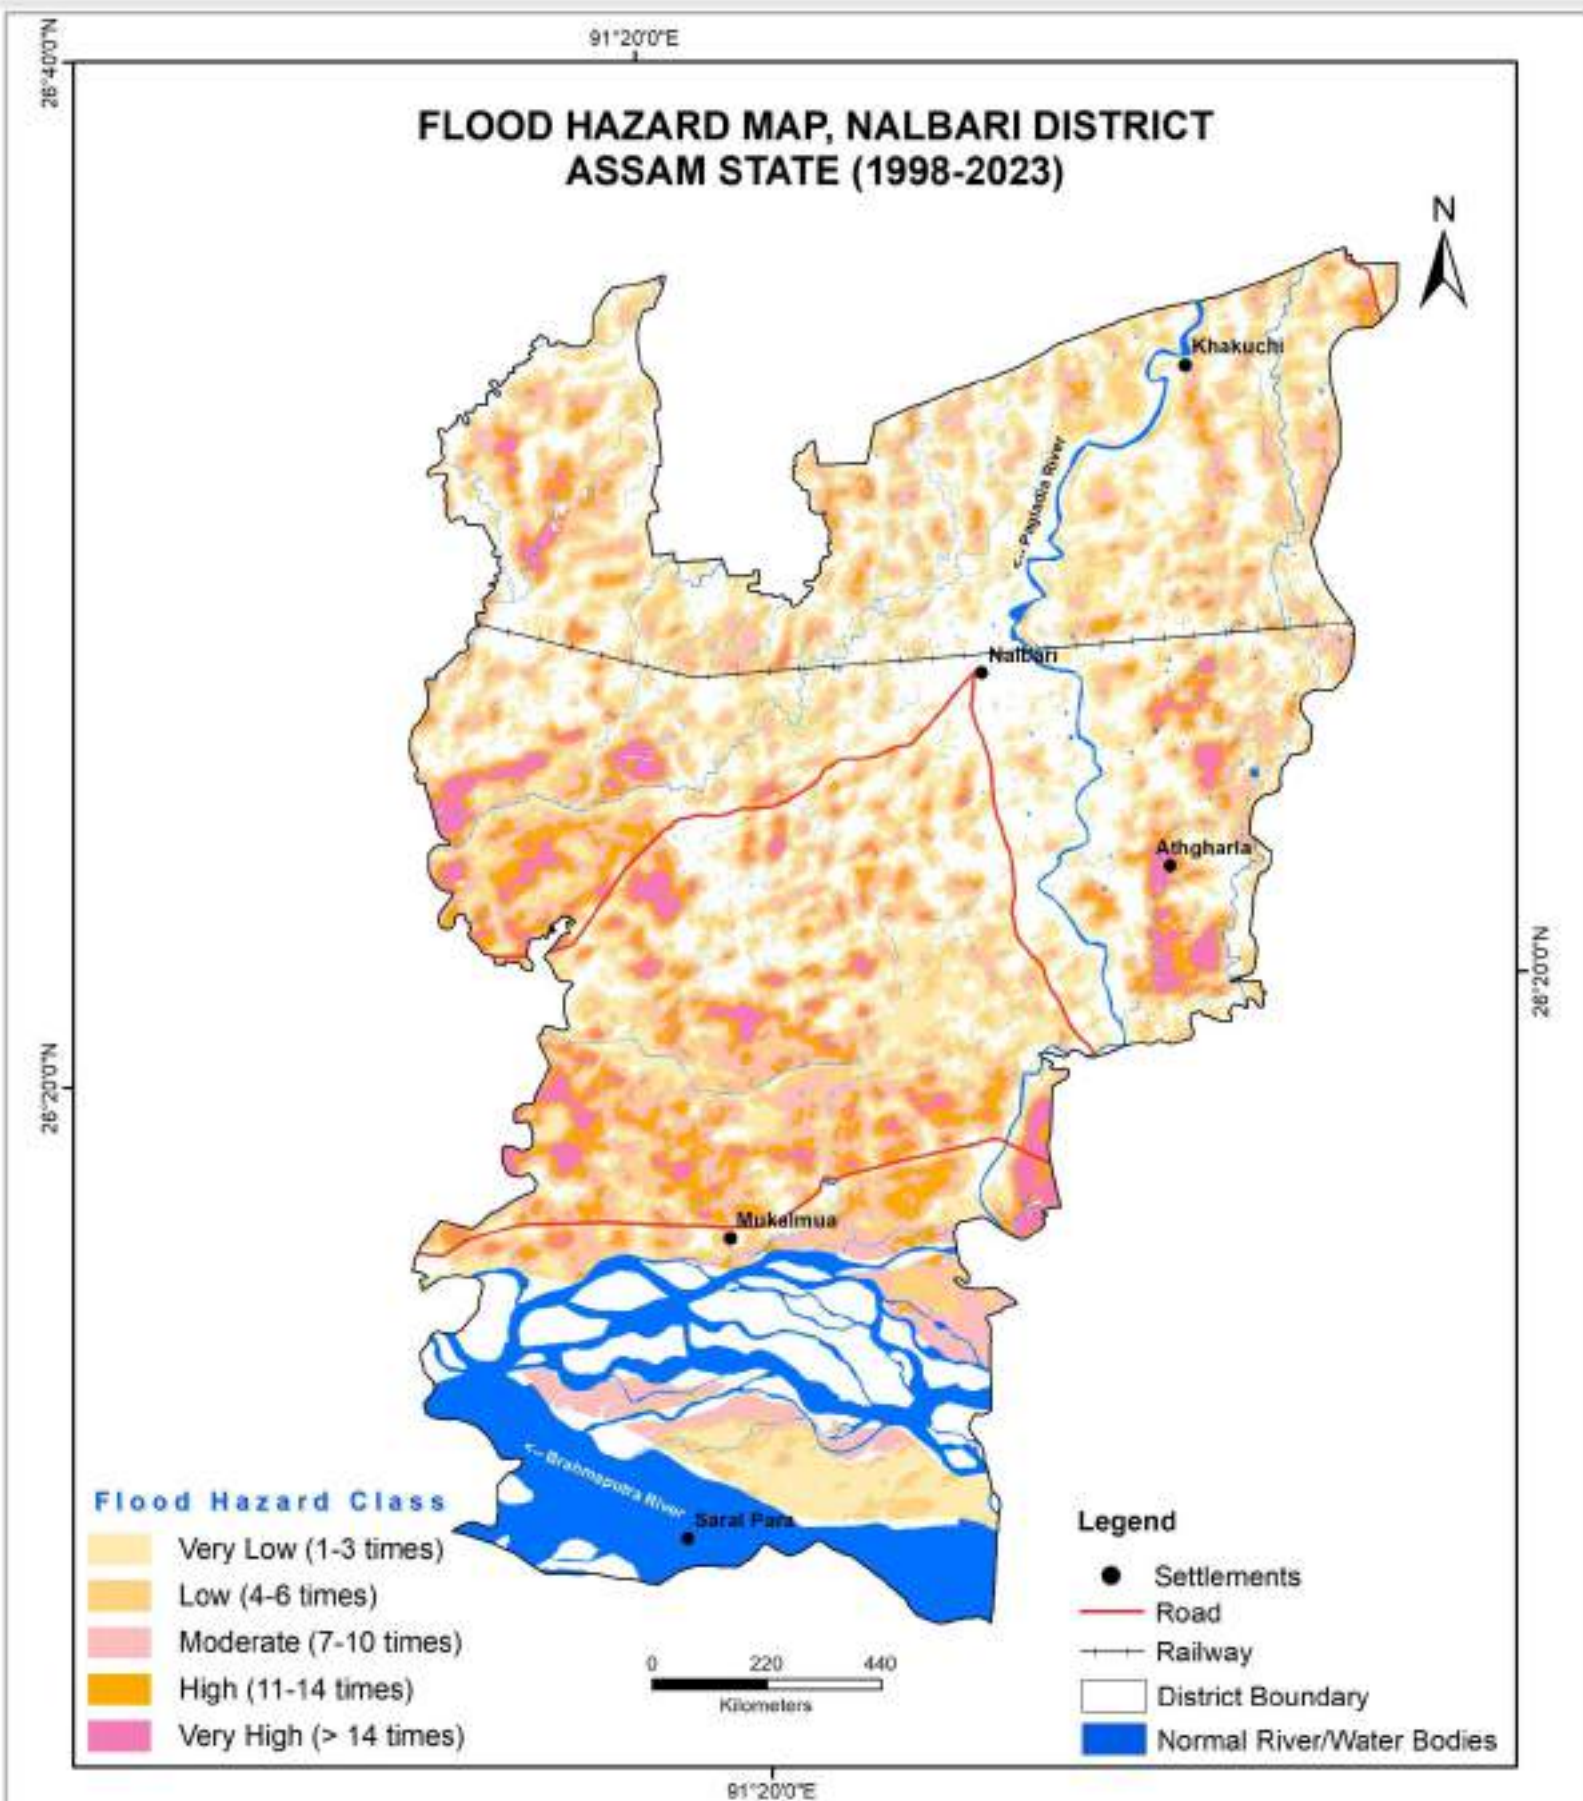 91°20'0"E
26°40'0"N
FLOOD HAZARD MAP, NALBARI DISTRICT
ASSAM STATE (1998-2023)
N
Khakuchi
<-- Pagladia River
Nalbari
Athgharia
26°20'0"N
26°20'0"N
Mukalmua
<-- Brahmaputra River
Saral Para
Flood Hazard Class
Very Low (1-3 times)
Low (4-6 times)
Moderate (7-10 times)
High (11-14 times)
Very High (> 14 times)
0 220 440
Kilometers
Legend
Settlements
Road
Railway
District Boundary
Normal River/Water Bodies
91°20'0"E